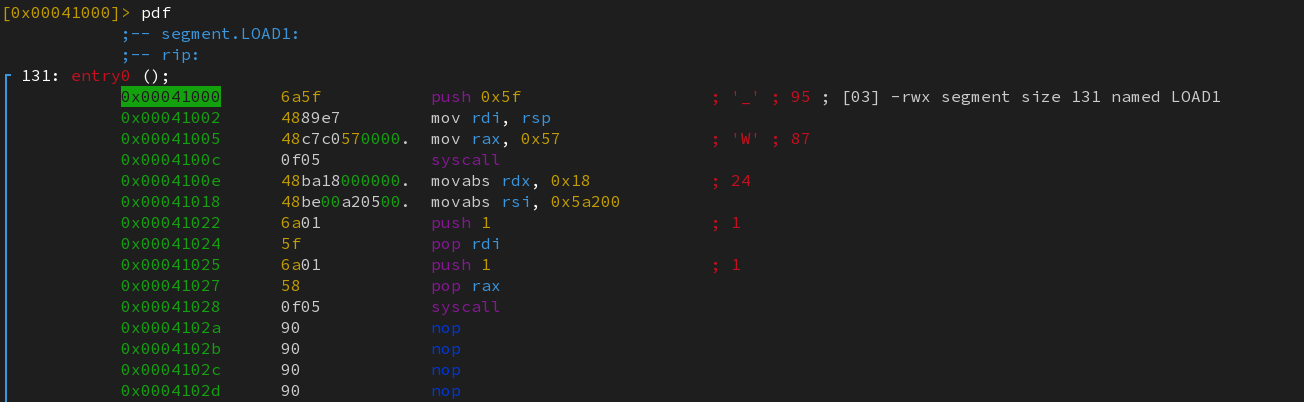 [0x00041000]> pdf
;-- segment.LOAD1:
;-- rip:
131: entry0 ();
0x00041000 6a5f push 0x5f ; '_' ; 95 ; [03] -rwx segment size 131 named LOAD1
0x00041002 4889e7 mov rdi, rsp
0x00041005 48c7c0570000. mov rax, 0x57 ; 'W' ; 87
0x0004100c 0f05 syscall
0x0004100e 48ba18000000. movabs rdx, 0x18 ; 24
0x00041018 48be00a20500. movabs rsi, 0x5a200
0x00041022 6a01 push 1 ; 1
0x00041024 5f pop rdi
0x00041025 6a01 push 1 ; 1
0x00041027 58 pop rax
0x00041028 0f05 syscall
0x0004102a 90 nop
0x0004102b 90 nop
0x0004102c 90 nop
0x0004102d 90 nop